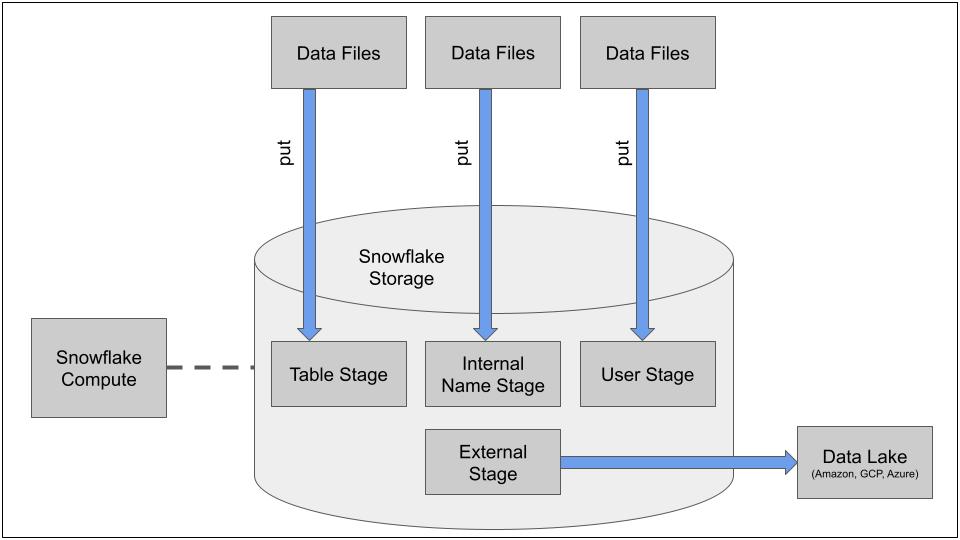 Data Files
Data Files
Data Files
put
put
put
Snowflake
Storage
Snowflake
Compute
Table Stage
Internal
Name Stage
User Stage
External
Stage
Data Lake
(Amazon, GCP, Azure)